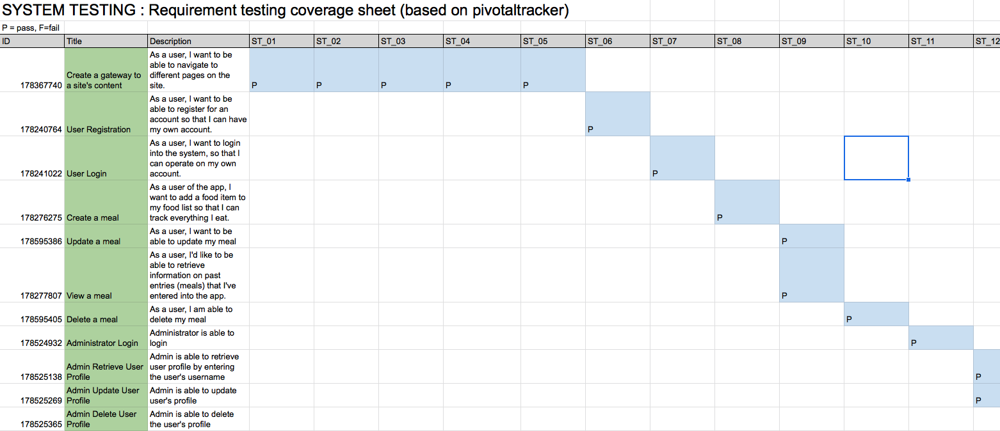 SYSTEM TESTING : Requirement testing coverage sheet (based on pivotaltracker)
P = pass, F=fail
ID Title Description ST_01 ST_02 ST_03 ST_04 ST_05 ST_06 ST_07 ST_08 ST_09 ST_10 ST_11 ST_12
As a user, I want to be
able to navigate to
Create a gateway to different pages on the
178367740 a site's content site. P P P P P
As a user, I want to be
able to register for an
account so that I can have
178240764 User Registration my own account. P
As a user, I want to login
into the system, so that I
can operate on my own
178241022 User Login account. P
As a user of the app, I
want to add a food item to
my food list so that I can
178276275 Create a meal track everything I eat. P
As a user, I want to be
178595386 Update a meal able to update my meal P
As a user, I'd like to be
able to retrieve
information on past
entries (meals) that I've
178277807 View a meal entered into the app. P
As a user, I am able to
178595405 Delete a meal delete my meal P
Administrator is able to
178524932 Administrator Login login P
Admin is able to retrieve
Admin Retrieve User user profile by entering
178525138 Profile the user's username P
Admin Update User Admin is able to update
178525269 Profile user's profile P
Admin Delete User Admin is able to delete
178525365 Profile the user's profile